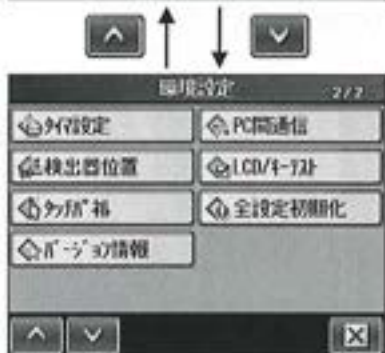 環境設定 2/2
タイマ設定
PC間通信
検出器位置
LCD/キーテスト
タッチパネル
全設定初期化
バージョン情報